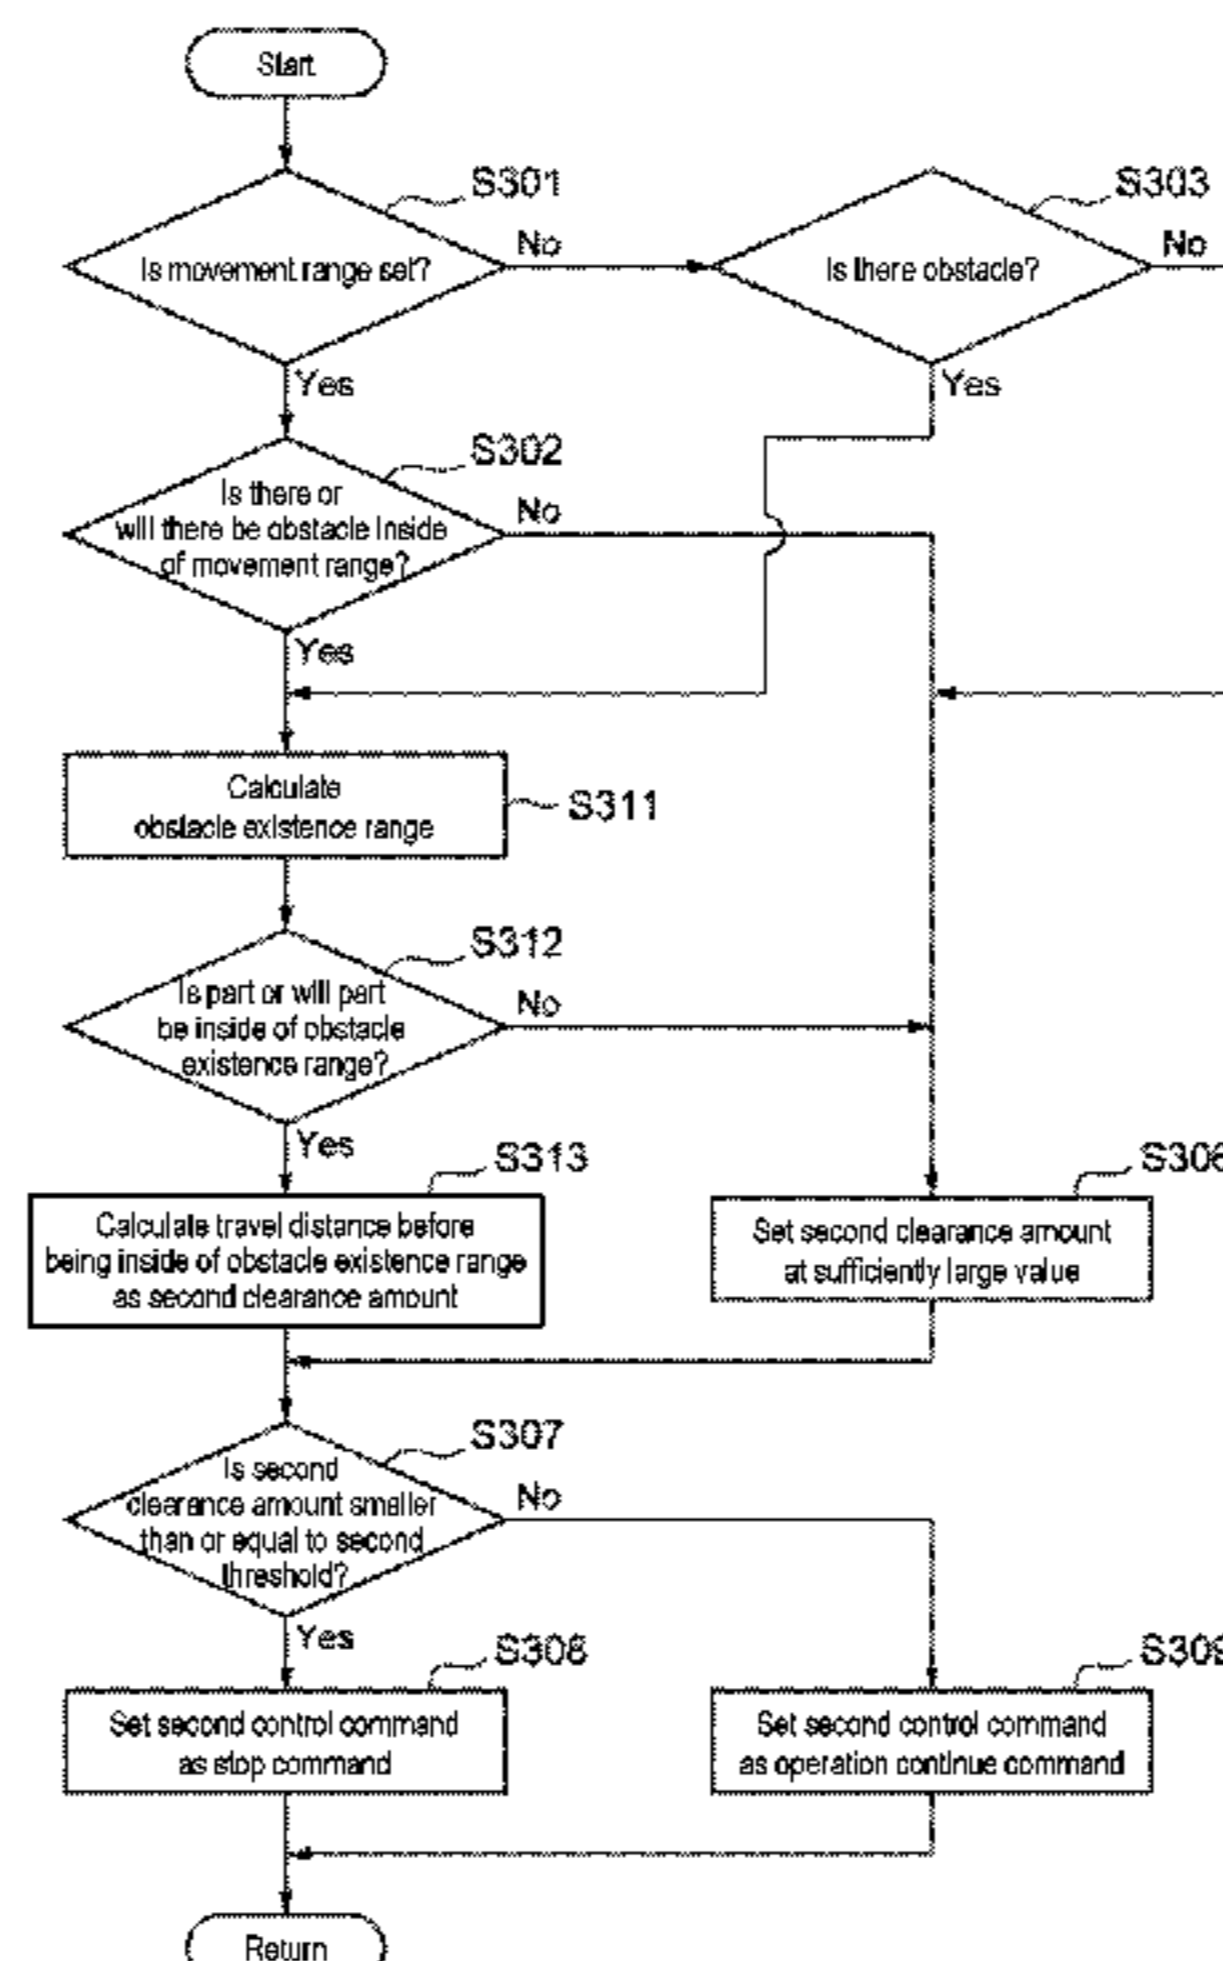 Start
S301
Is movement range set?
No
Yes
S303
Is there obstacle?
No
Yes
S302
Is there or
will there be obstacle inside
of movement range?
No
Yes
Calculate
obstacle existence range
S311
S312
Is part or will part
be inside of obstacle
existence range?
No
Yes
S313
Calculate travel distance before
being inside of obstacle existence range
as second clearance amount
S306
Set second clearance amount
at sufficiently large value
S307
Is second
clearance amount smaller
than or equal to second
threshold?
No
Yes
S308
Set second control command
as stop command
S309
Set second control command
as operation continue command
Return